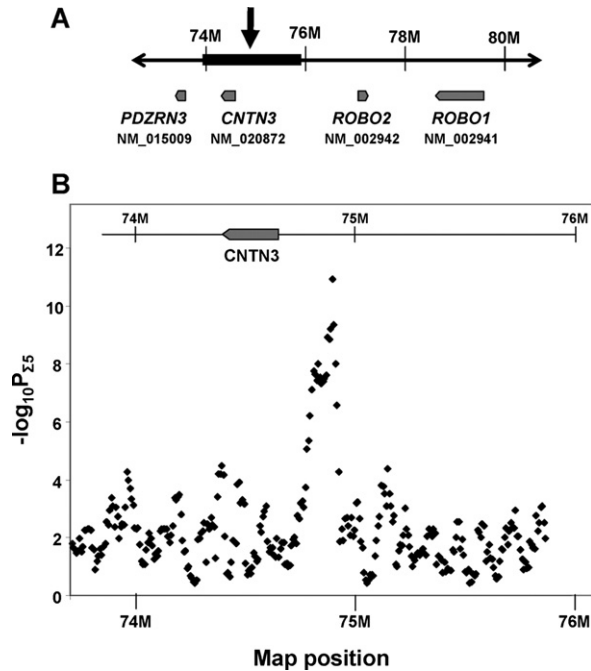 A
74M 76M 78M 80M
PDZRN3 CNTN3 ROBO2 ROBO1
NM_015009 NM_020872 NM_002942 NM_002941
B
74M 75M 76M
CNTN3
12
10
8
6
4
2
0
-log10PΣ5
74M 75M 76M
Map position